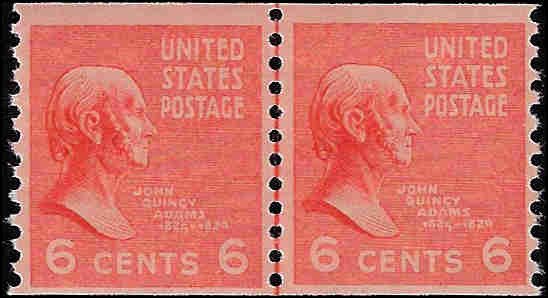 UNITED
STATES
POSTAGE
JOHN
QUINCY
ADAMS
1825-1829
6 CENTS 6
UNITED
STATES
POSTAGE
JOHN
QUINCY
ADAMS
1825-1829
6 CENTS 6